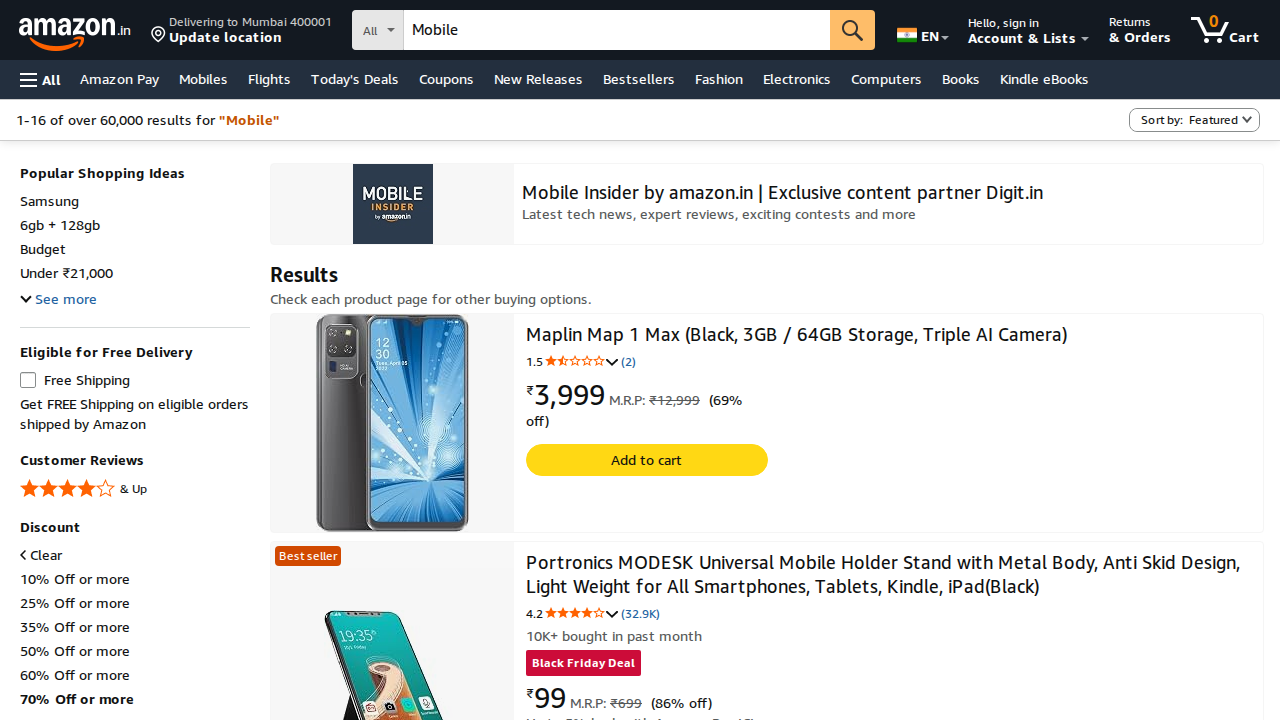 amazon.in
Delivering to Mumbai 400001
Update location
All
Mobile
EN
Hello, sign in
Account & Lists
Returns
& Orders
0
Cart
All
Amazon Pay
Mobiles
Flights
Today's Deals
Coupons
New Releases
Bestsellers
Fashion
Electronics
Computers
Books
Kindle eBooks
1-16 of over 60,000 results for "Mobile"
Sort by: Featured
Popular Shopping Ideas
Samsung
6gb + 128gb
Budget
Under ₹21,000
See more
Eligible for Free Delivery
Free Shipping
Get FREE Shipping on eligible orders
shipped by Amazon
Customer Reviews
& Up
Discount
Clear
10% Off or more
25% Off or more
35% Off or more
50% Off or more
60% Off or more
70% Off or more
MOBILE
INSIDER
by amazon.in
Mobile Insider by amazon.in | Exclusive content partner Digit.in
Latest tech news, expert reviews, exciting contests and more
Results
Check each product page for other buying options.
12
30
Maplin Map 1 Max (Black, 3GB / 64GB Storage, Triple AI Camera)
1.5 (2)
₹3,999 M.R.P: ₹12,999 (69%
off)
Add to cart
Best seller
19:35
Portronics MODESK Universal Mobile Holder Stand with Metal Body, Anti Skid Design,
Light Weight for All Smartphones, Tablets, Kindle, iPad(Black)
4.2 (32.9K)
10K+ bought in past month
Black Friday Deal
₹99 M.R.P: ₹699 (86% off)